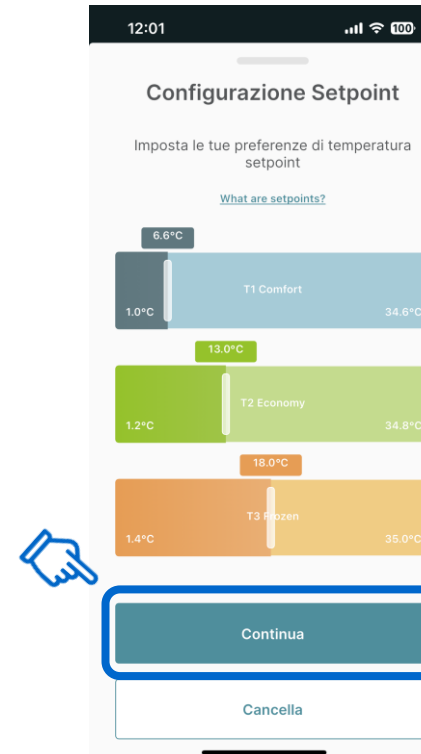 12:01
100
Configurazione Setpoint
Imposta le tue preferenze di temperatura
setpoint
What are setpoints?
6.6°C
T1 Comfort
1.0°C
34.6°C
13.0°C
T2 Economy
1.2°C
34.8°C
18.0°C
T3 Frozen
1.4°C
35.0°C
Continua
Cancella